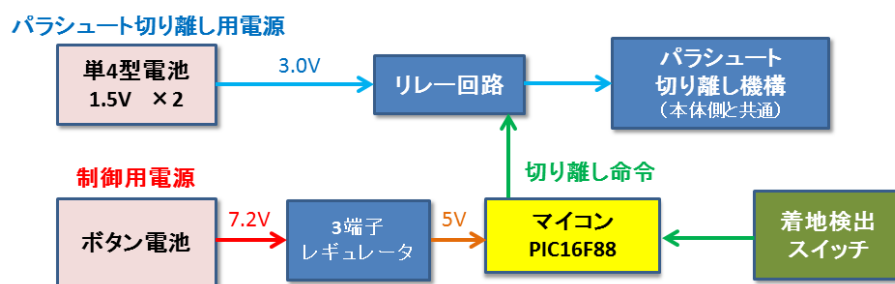 パラシュート切り離し用電源
単4型電池
1.5V ×2
3.0V
リレー回路
パラシュート
切り離し機構
（本体側と共通）
制御用電源
切り離し命令
ボタン電池
7.2V
3端子
レギュレータ
5V
マイコン
PIC16F88
着地検出
スイッチ